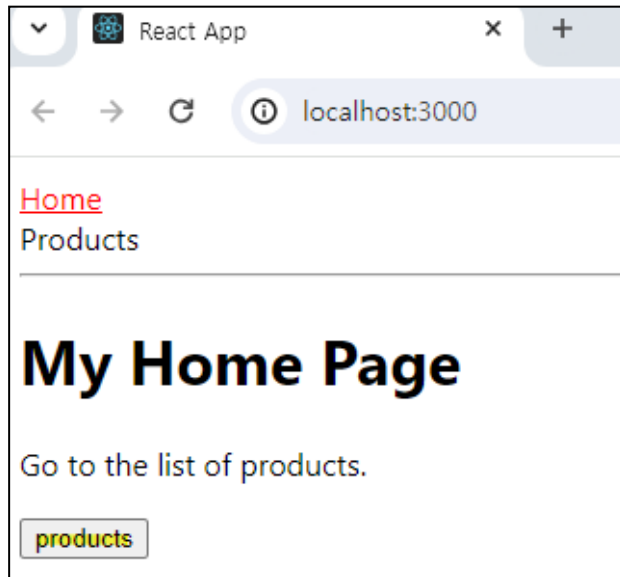 React App
localhost:3000
Home
Products
My Home Page
Go to the list of products.
products